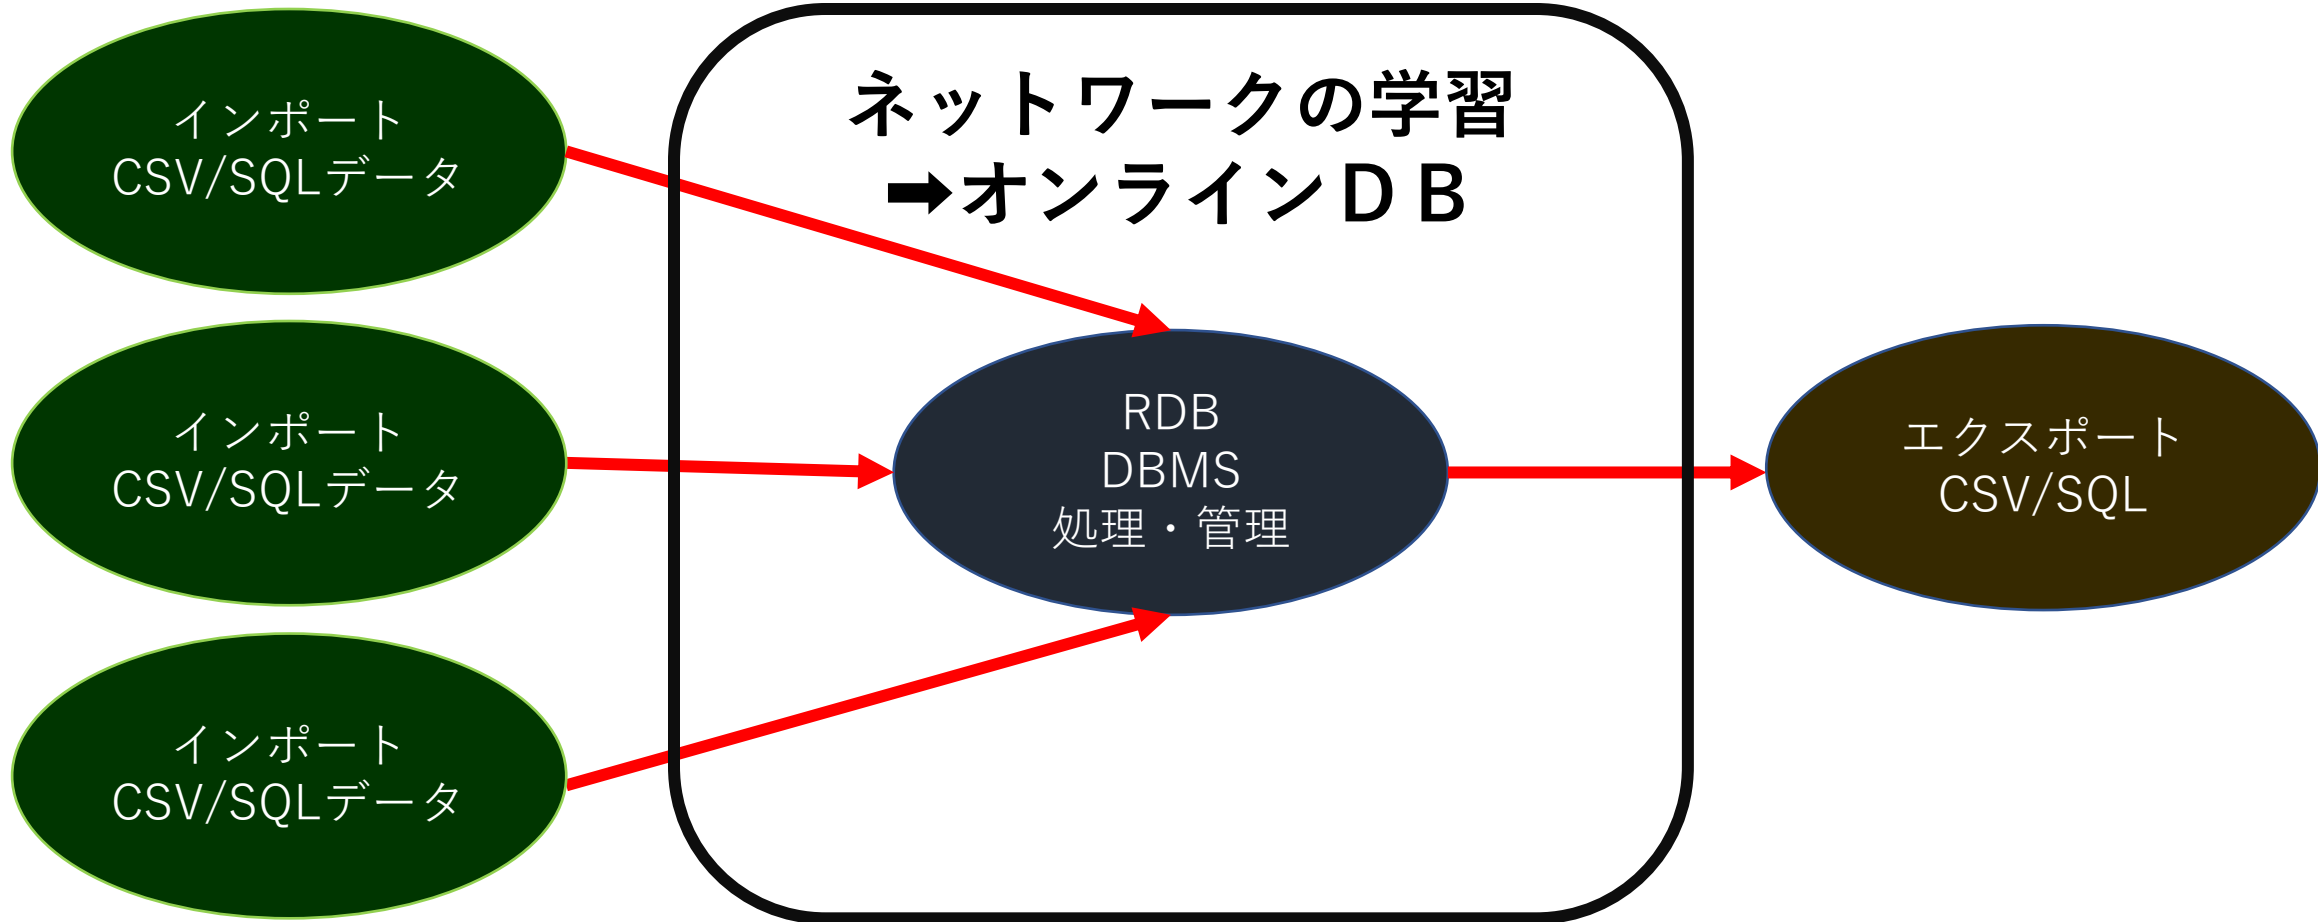 ネットワークの学習
➡オンラインＤＢ
インポート
CSV/SQLデータ
インポート
CSV/SQLデータ
インポート
CSV/SQLデータ
RDB
DBMS
処理・管理
エクスポート
CSV/SQL